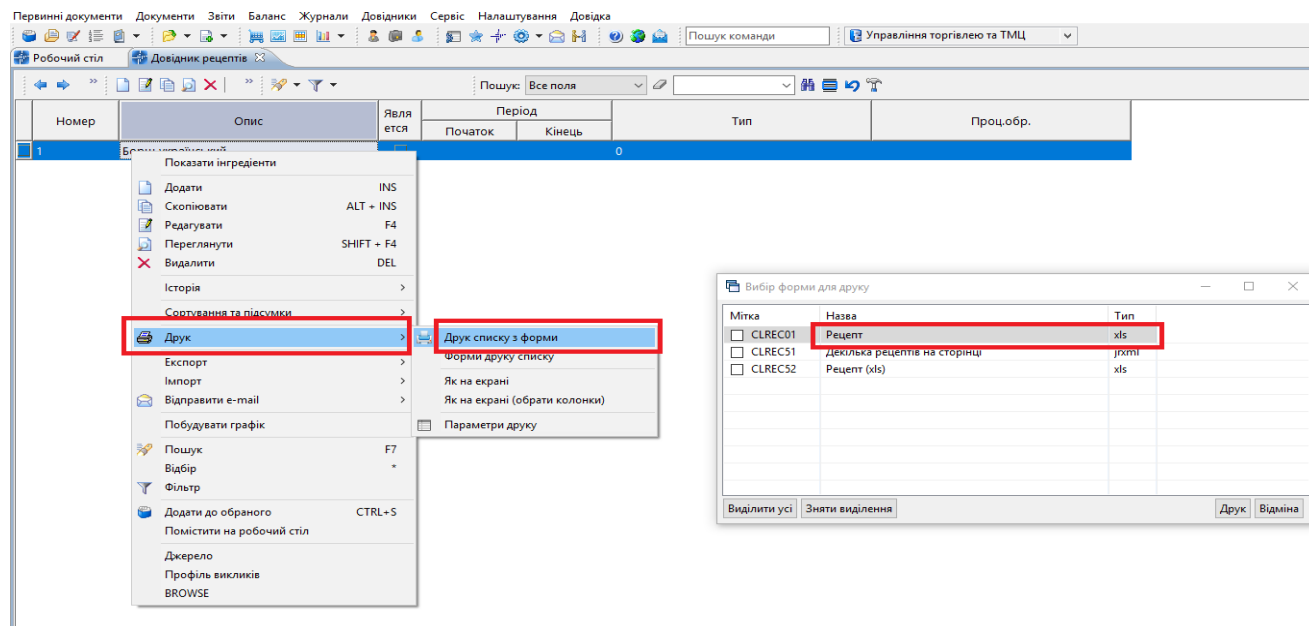 Первинні документи Документи Звіти Баланс Журнали Довідники Сервіс Налаштування Довідка
Пошук команди Управління торгівлею та ТМЦ
Робочий стіл Довідник рецептів
Пошук: Все поля
Номер Опис Является Період Тип Проц.обр.
Початок Кінець
1 Борщ український 0
Показати інгредієнти
Додати INS
Скопіювати ALT + INS
Редагувати F4
Переглянути SHIFT + F4
Видалити DEL
Історія
Сортування та підсумки
Друк
Експорт
Імпорт
Відправити e-mail
Побудувати графік
Пошук F7
Відбір *
Фільтр
Додати до обраного CTRL+S
Помістити на робочий стіл
Джерело
Профіль викликів
BROWSE
Друк списку з форми
Форми друку списку
Як на екрані
Як на екрані (обрати колонки)
Параметри друку
Вибір форми для друку
Мітка Назва Тип
CLREC01 Рецепт xls
CLREC51 Декілька рецептів на сторінці jrxml
CLREC52 Рецепт (xls) xls
Виділити усі Зняти виділення Друк Відміна